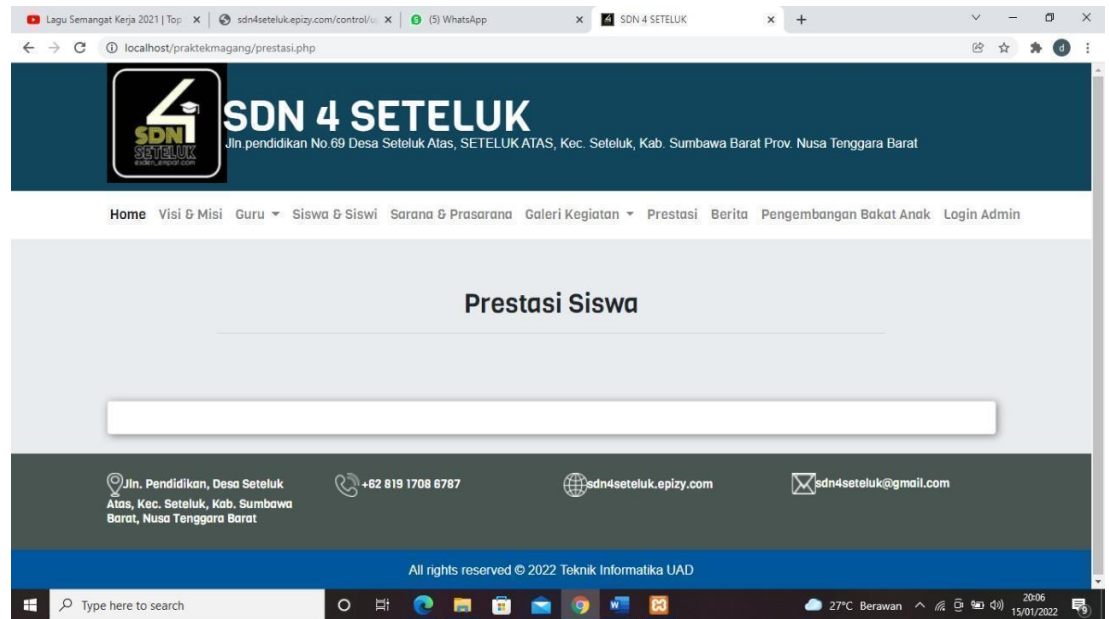 Lagu Semangat Kerja 2021 | Top
sdn4seteluk.epizy.com/control/u
(5) WhatsApp
SDN 4 SETELUK
localhost/praktekmagang/prestasi.php
d
4
SDN
SETELUK
SDN 4 SETELUK
Jln.pendidikan No.69 Desa Seteluk Atas, SETELUK ATAS, Kec. Seteluk, Kab. Sumbawa Barat Prov. Nusa Tenggara Barat
Home Visi & Misi Guru Siswa & Siswi Sarana & Prasarana Galeri Kegiatan Prestasi Berita Pengembangan Bakat Anak Login Admin
Prestasi Siswa
Jln. Pendidikan, Desa Seteluk
Atas, Kec. Seteluk, Kab. Sumbawa
Barat, Nusa Tenggara Barat
+62 819 1708 6787
sdn4seteluk.epizy.com
sdn4seteluk@gmail.com
All rights reserved © 2022 Teknik Informatika UAD
Type here to search
27°C Berawan
20:06
15/01/2022